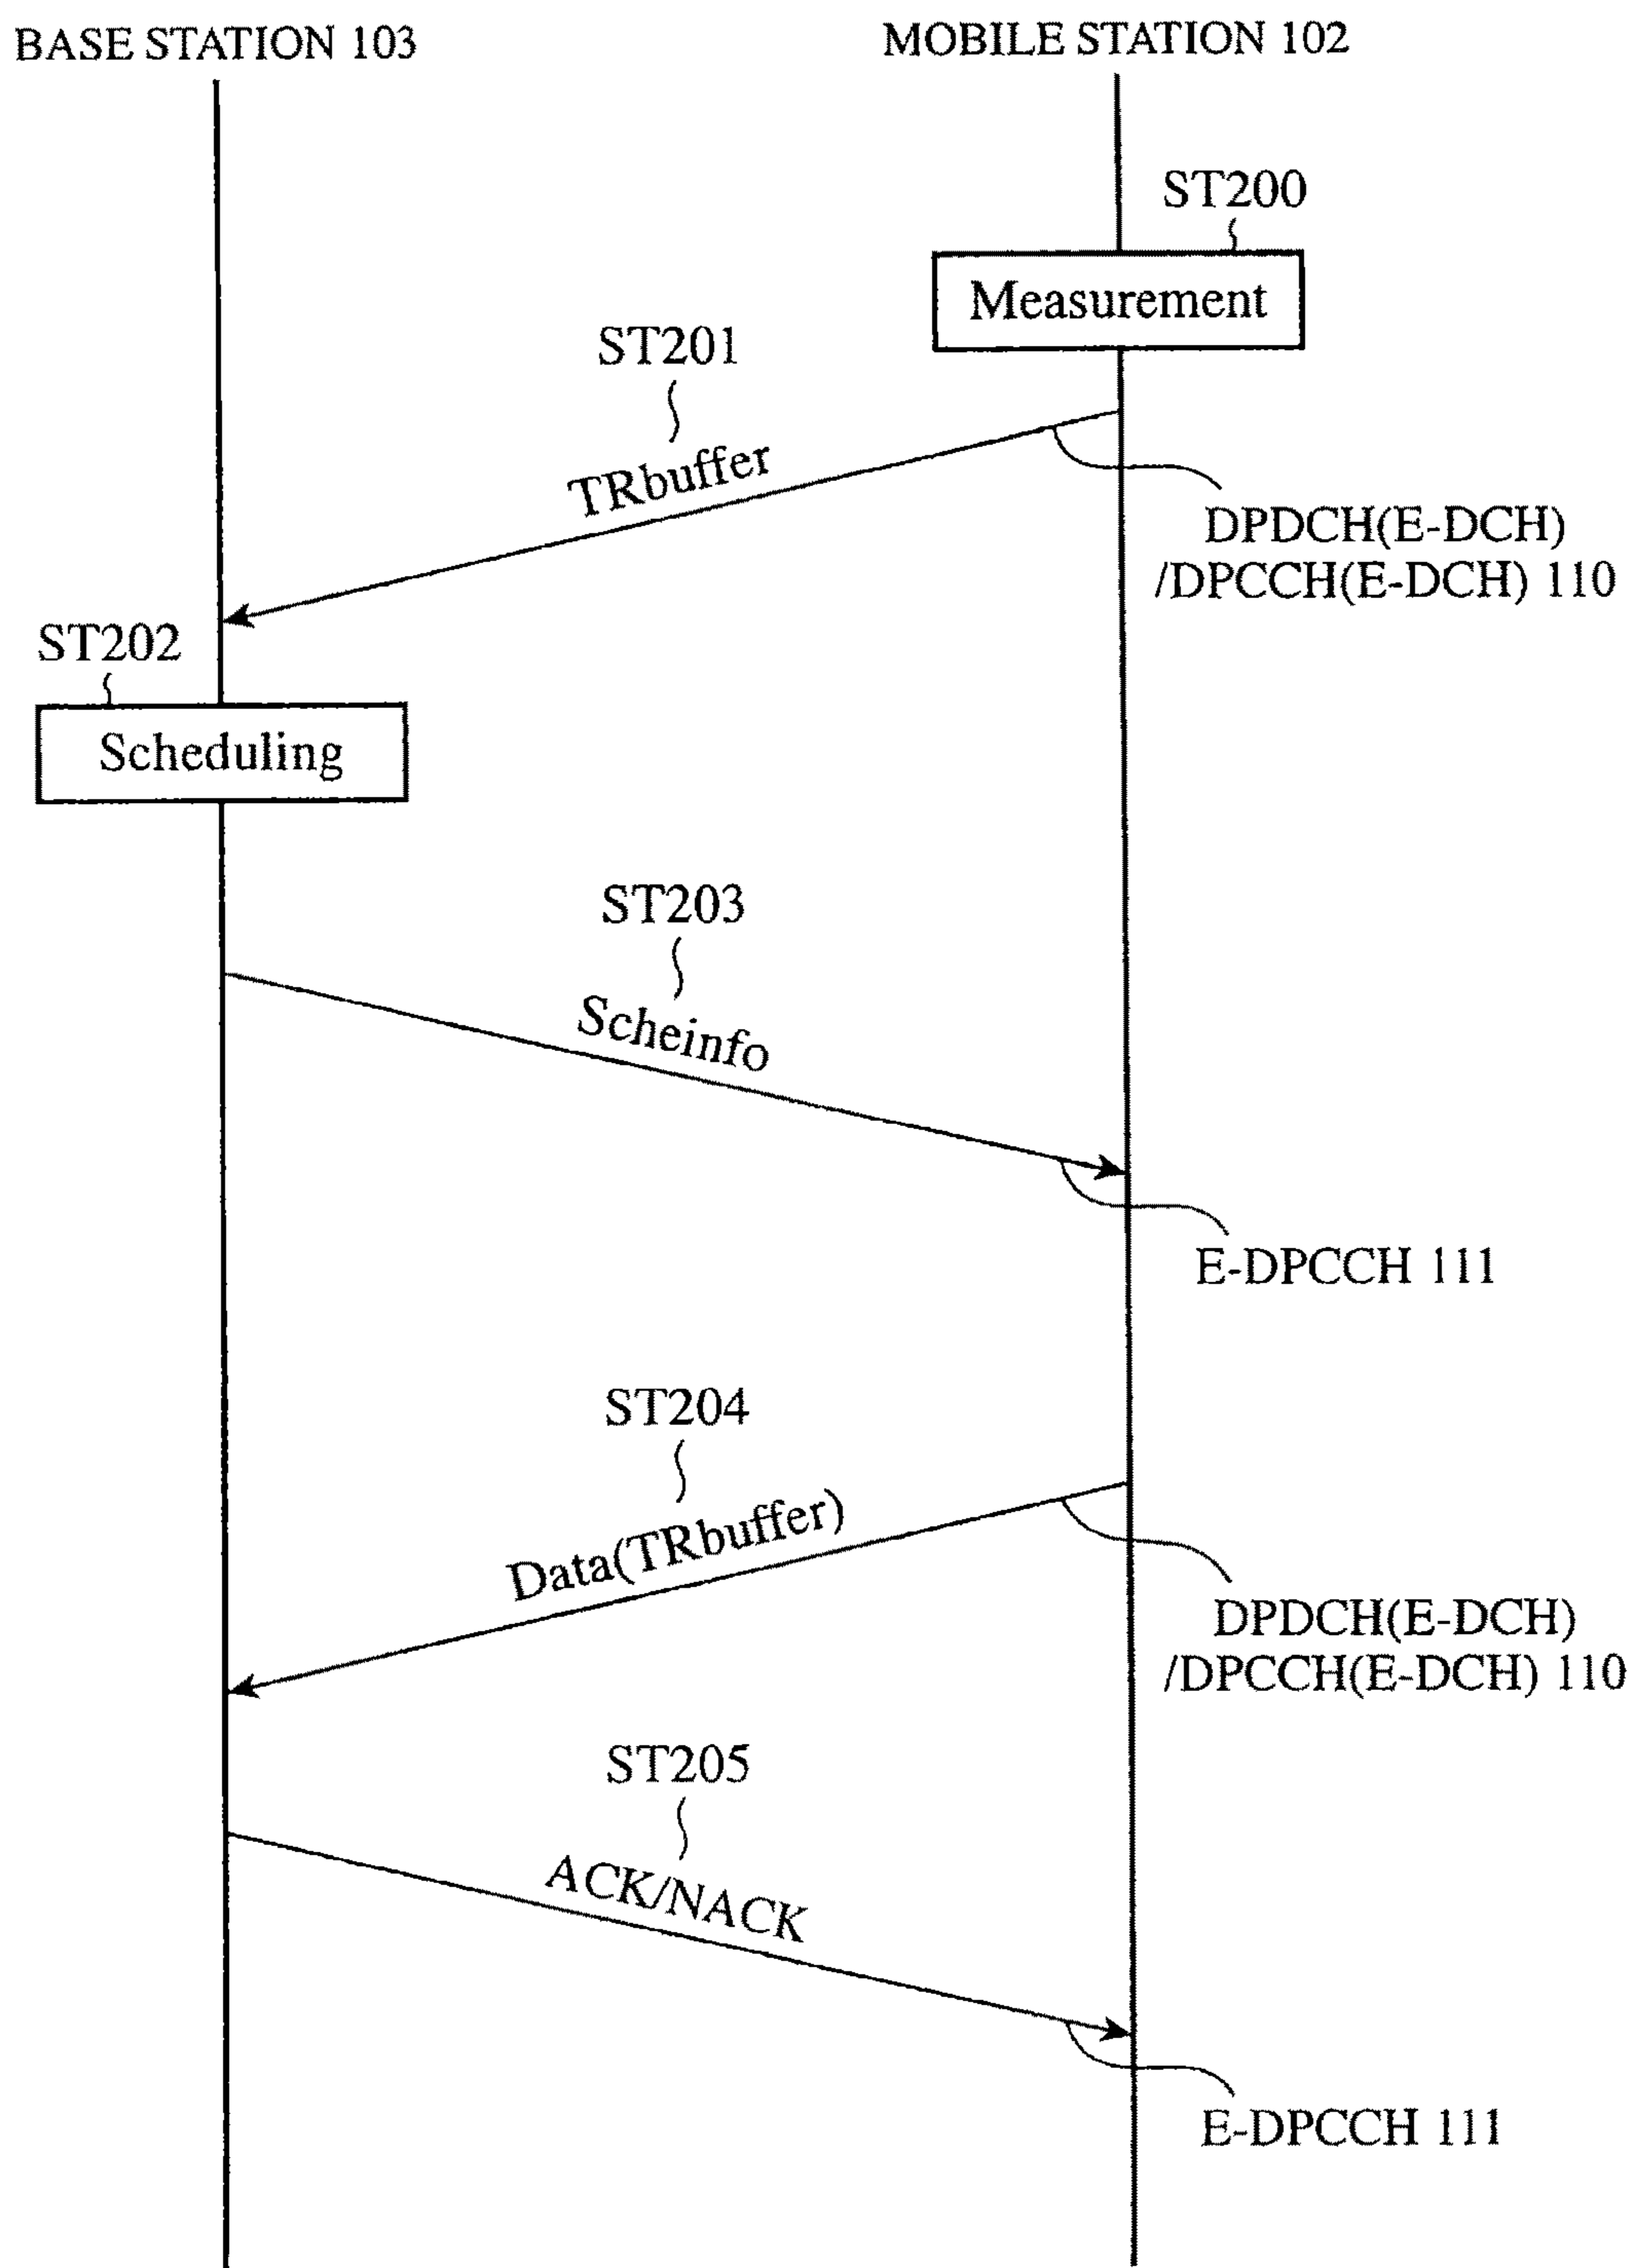 BASE STATION 103
MOBILE STATION 102
ST200
Measurement
ST201
TRbuffer
DPDCH(E-DCH)
/DPCCH(E-DCH) 110
ST202
Scheduling
ST203
Scheinfo
E-DPCCH 111
ST204
Data(TRbuffer)
DPDCH(E-DCH)
/DPCCH(E-DCH) 110
ST205
ACK/NACK
E-DPCCH 111